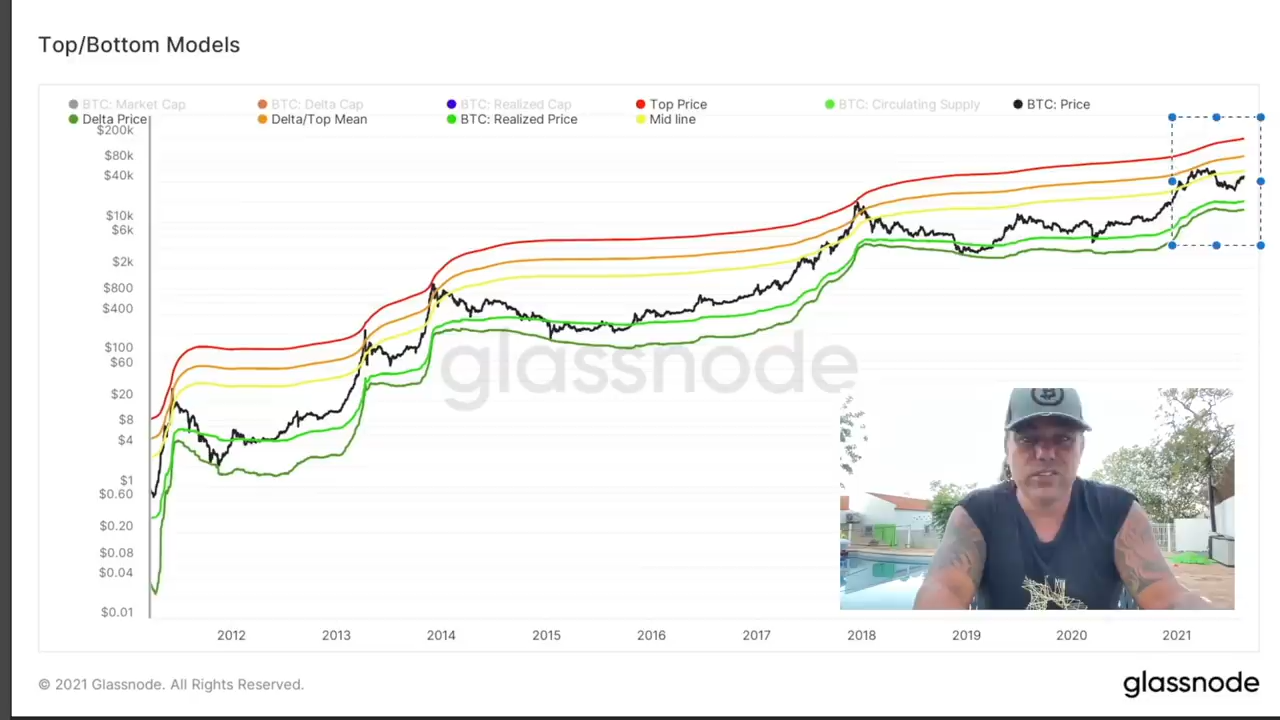 Top/Bottom Models
BTC: Market Cap BTC: Delta Cap BTC: Realized Cap Top Price BTC: Circulating Supply BTC: Price
Delta Price Delta/Top Mean BTC: Realized Price Mid line
$200k
$80k
$40k
$10k
$6k
$2k
$800
$400
$100
$60
$20
$8
$4
$1
$0.60
$0.20
$0.08
$0.04
$0.01
glassnode
2012 2013 2014 2015 2016 2017 2018 2019 2020 2021
© 2021 Glassnode. All Rights Reserved.
glassnode